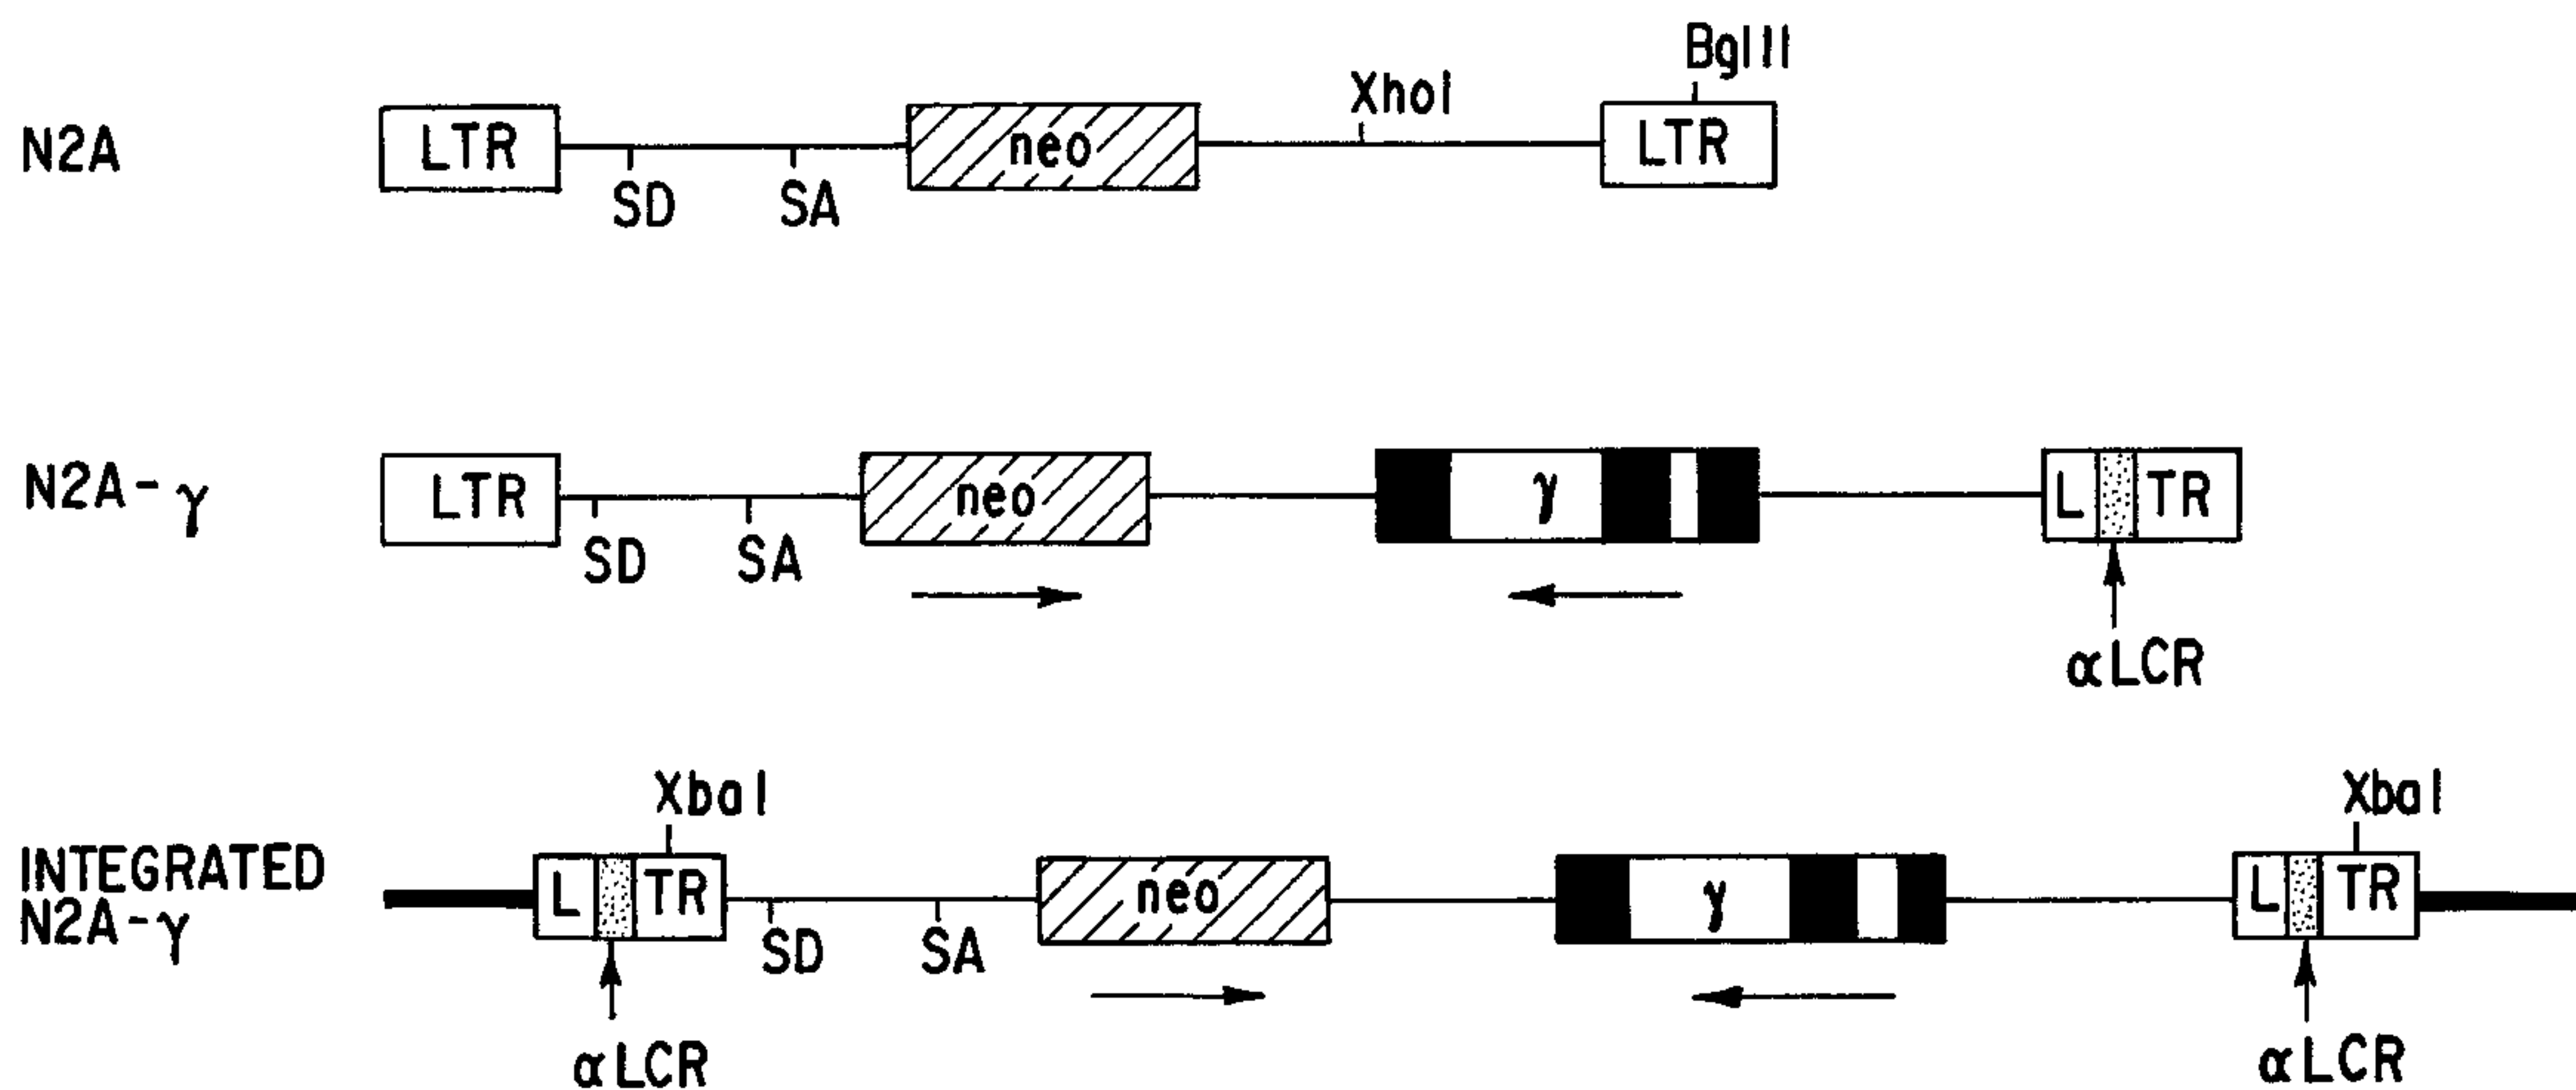 BglII
XhoI
N2A LTR neo LTR
SD SA
N2A-γ LTR neo γ L TR
SD SA
αLCR
XbaI XbaI
INTEGRATED
N2A-γ
L TR neo γ L TR
SD SA
αLCR αLCR